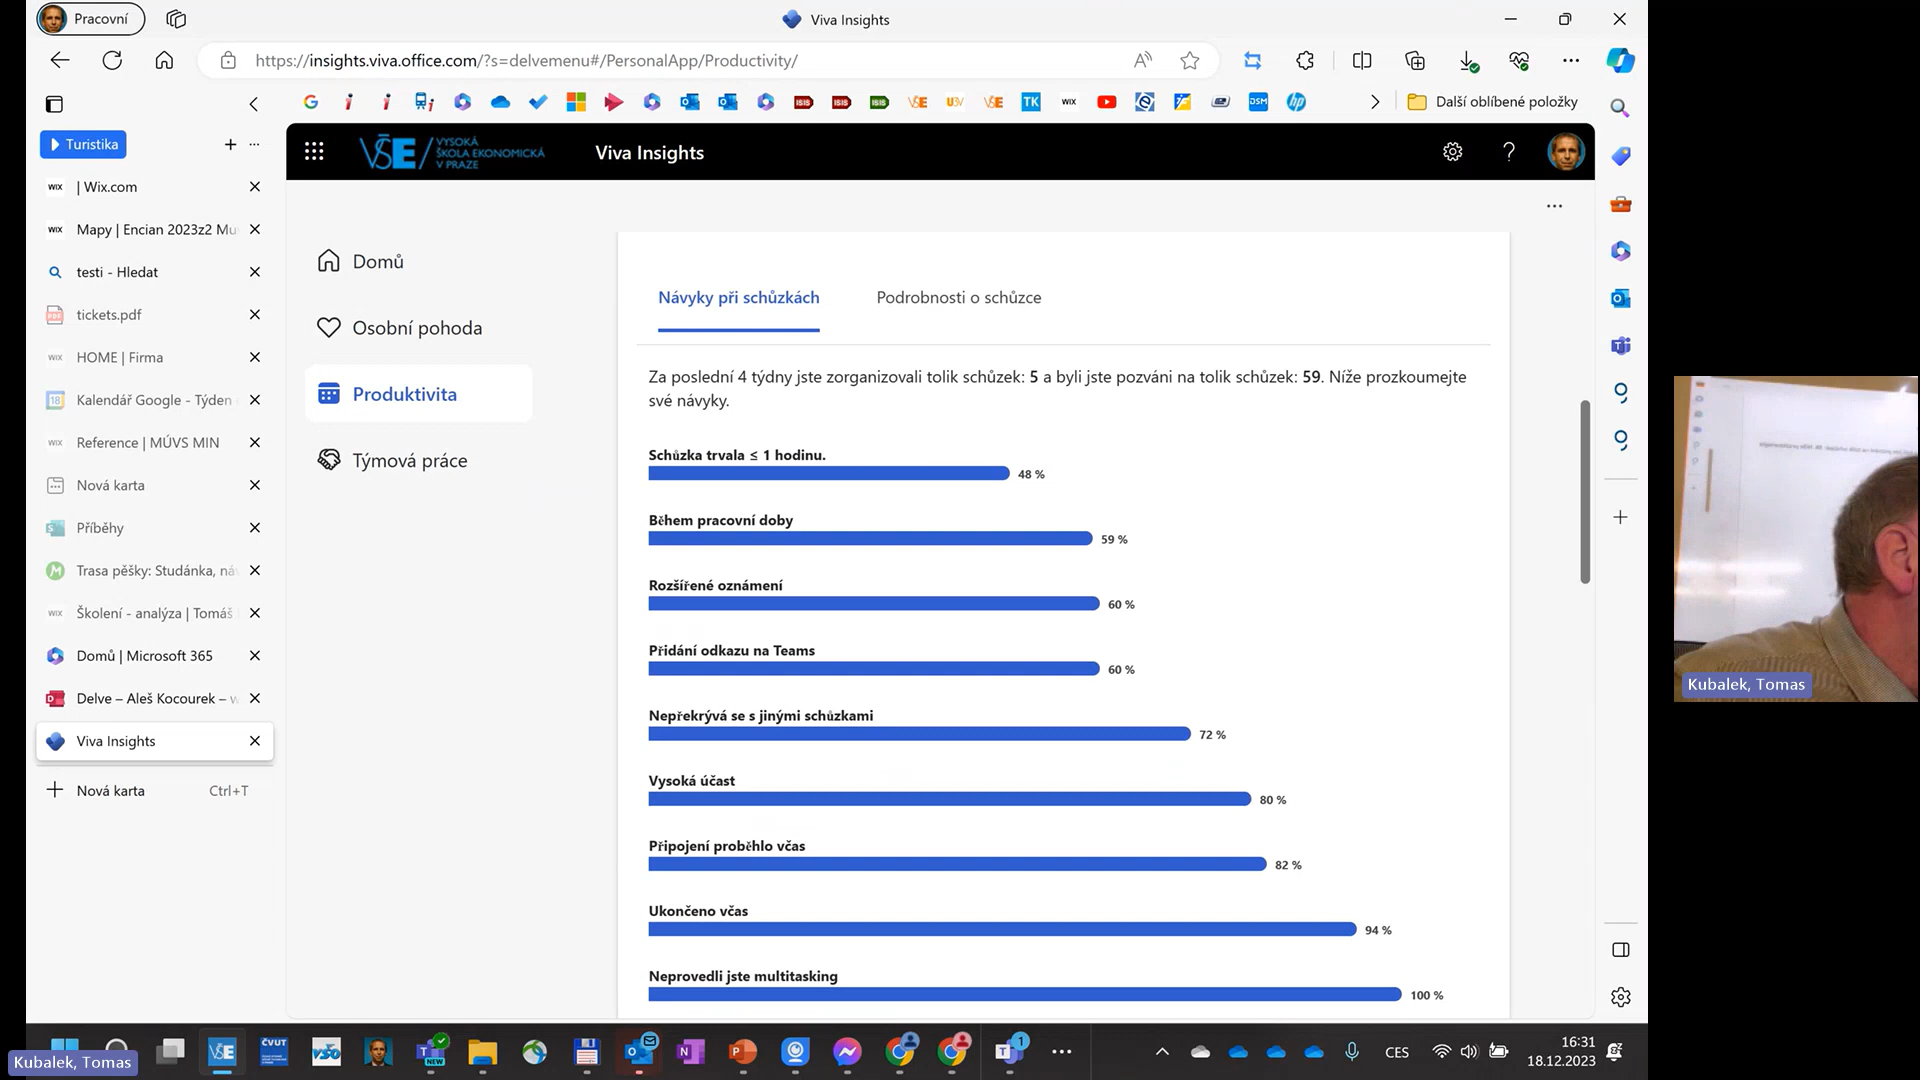 Pracovní
Viva Insights
https://insights.viva.office.com/?s=delvemenu#/PersonalApp/Productivity/
Další oblíbené položky
Turistika
| Wix.com
Mapy | Encian 2023z2 Mu
testi - Hledat
tickets.pdf
HOME | Firma
Kalendář Google - Týden
Reference | MÚVS MIN
Nová karta
Příběhy
Trasa pěšky: Studánka, ná
Školení - analýza | Tomáš
Domů | Microsoft 365
Delve – Aleš Kocourek – w
Viva Insights
Nová karta Ctrl+T
VŠE / VYSOKÁ
ŠKOLA EKONOMICKÁ
V PRAZE
Viva Insights
Domů
Osobní pohoda
Produktivita
Týmová práce
Návyky při schůzkách
Podrobnosti o schůzce
Za poslední 4 týdny jste zorganizovali tolik schůzek: 5 a byli jste pozváni na tolik schůzek: 59. Níže prozkoumejte
své návyky.
Schůzka trvala ≤ 1 hodinu.
48 %
Během pracovní doby
59 %
Rozšířené oznámení
60 %
Přidání odkazu na Teams
60 %
Nepřekrývá se s jinými schůzkami
72 %
Vysoká účast
80 %
Připojení proběhlo včas
82 %
Ukončeno včas
94 %
Neprovedli jste multitasking
100 %
Kubalek, Tomas
Kubalek, Tomas
CES
16:31
18.12.2023